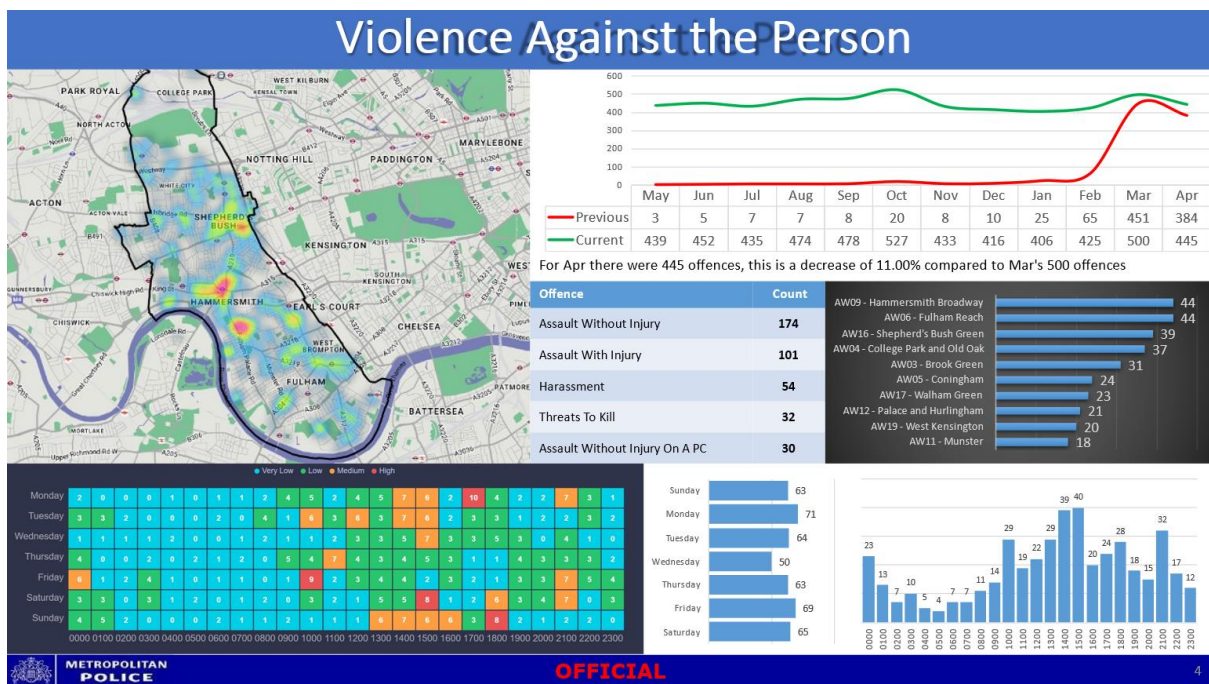 Violence Against the Person
PARK ROYAL
COLLEGE PARK
WEST KILBURN
KENSAL TOWN
NORTH ACTON
MARYLEBONE
NOTTING HILL
PADDINGTON
WHITE CITY
ACTON
ACTON VALE
SHEPHERD'S
BUSH
KENSINGTON
SOUTH
KENSINGTON
GUNNERSBURY
Chiswick High Rd
King St
HAMMERSMITH
EARL'S COURT
CHISWICK
CHELSEA
WEST
BROMPTON
FULHAM
BATTERSEA
MORTLAKE
Upper Richmond Rd W
600
500
400
300
200
100
0
May Jun Jul Aug Sep Oct Nov Dec Jan Feb Mar Apr
Previous 3 5 7 7 8 20 8 10 25 65 451 384
Current 439 452 435 474 478 527 433 416 406 425 500 445
For Apr there were 445 offences, this is a decrease of 11.00% compared to Mar's 500 offences
Offence Count
Assault Without Injury 174
Assault With Injury 101
Harassment 54
Threats To Kill 32
Assault Without Injury On A PC 30
AW09 - Hammersmith Broadway 44
AW06 - Fulham Reach 44
AW16 - Shepherd's Bush Green 39
AW04 - College Park and Old Oak 37
AW03 - Brook Green 31
AW05 - Coningham 24
AW17 - Walham Green 23
AW12 - Palace and Hurlingham 21
AW19 - West Kensington 20
AW11 - Munster 18
Very Low Low Medium High
Monday 2 0 0 0 1 0 1 1 2 4 5 2 4 5 7 6 2 10 4 2 2 7 3 1
Tuesday 3 3 2 0 0 0 2 0 4 1 6 3 6 3 7 6 2 3 3 1 2 2 3 2
Wednesday 1 1 1 1 2 0 0 1 2 1 1 2 3 3 5 7 3 3 5 3 0 4 1 0
Thursday 4 0 0 2 0 2 1 2 0 5 4 7 4 3 4 5 3 1 1 4 3 3 3 2
Friday 6 1 2 4 1 0 1 1 0 1 9 2 3 4 4 2 3 2 1 3 3 7 5 4
Saturday 3 3 0 3 1 2 0 1 2 0 3 2 1 5 5 8 1 2 6 3 4 7 0 3
Sunday 4 5 2 0 0 0 1 2 1 1 2 1 1 6 7 6 6 3 8 2 1 2 2 0
0000 0100 0200 0300 0400 0500 0600 0700 0800 0900 1000 1100 1200 1300 1400 1500 1600 1700 1800 1900 2000 2100 2200 2300
Sunday 63
Monday 71
Tuesday 64
Wednesday 50
Thursday 63
Friday 69
Saturday 65
23 13 7 10 5 4 7 7 11 14 29 19 22 29 39 40 20 24 28 18 15 32 17 12
0000 0100 0200 0300 0400 0500 0600 0700 0800 0900 1000 1100 1200 1300 1400 1500 1600 1700 1800 1900 2000 2100 2200 2300
METROPOLITAN
POLICE
OFFICIAL
4